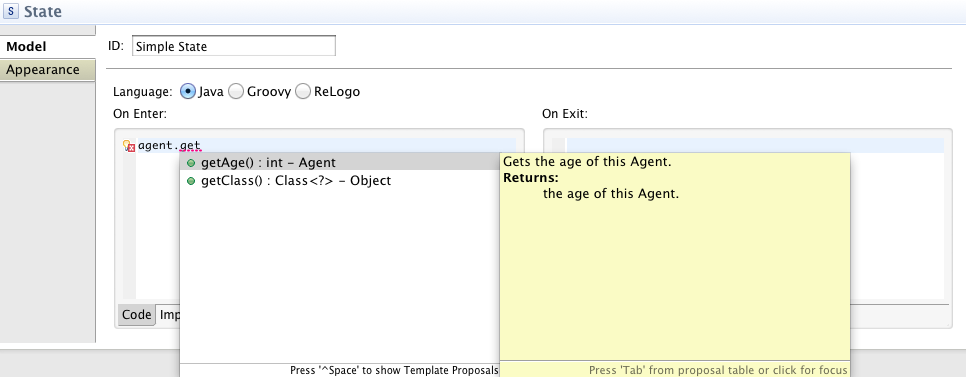 S State
Model
Appearance
ID: Simple State
Language: Java Groovy ReLogo
On Enter: On Exit:
agent.get
getAge() : int – Agent
getClass() : Class<?> – Object
Gets the age of this Agent.
Returns:
the age of this Agent.
Code Imp
Press '^Space' to show Template Proposals
Press 'Tab' from proposal table or click for focus